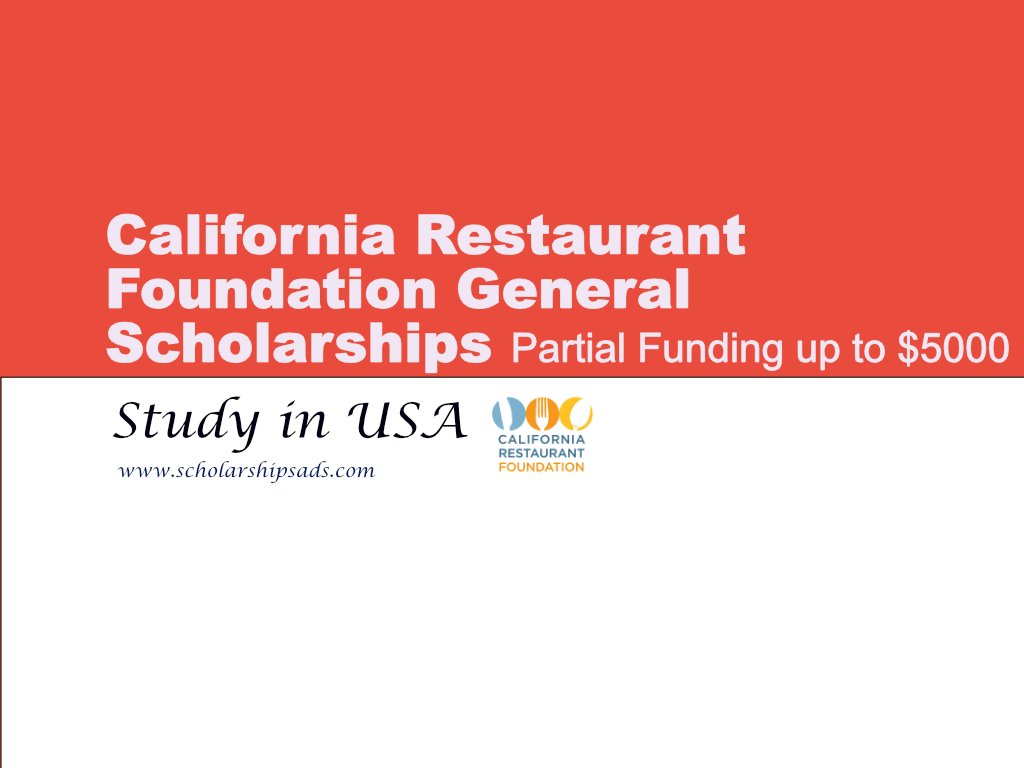 California Restaurant
Foundation General
Scholarships Partial Funding up to $5000
Study in USA
www.scholarshipsads.com
CALIFORNIA
RESTAURANT
FOUNDATION